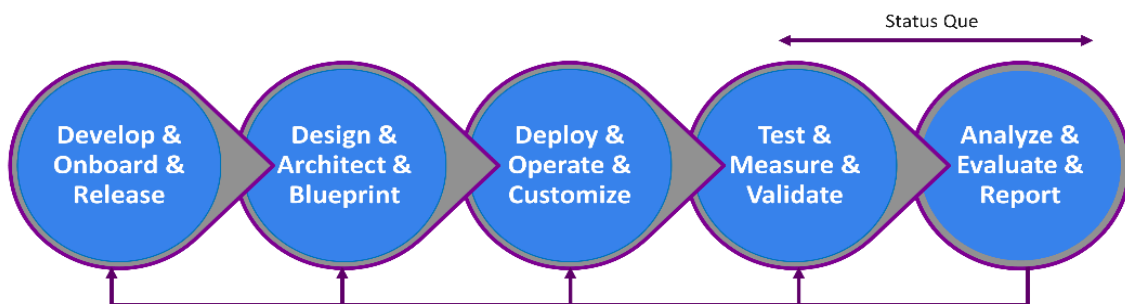 Status Que
Develop &
Onboard &
Release
Design &
Architect &
Blueprint
Deploy &
Operate &
Customize
Test &
Measure &
Validate
Analyze &
Evaluate &
Report